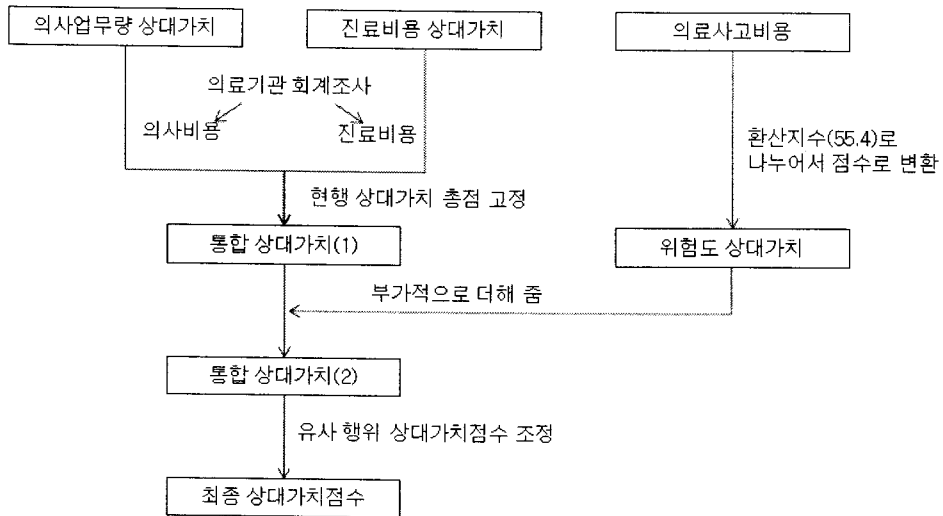 의사업무량 상대가치
진료비용 상대가치
의료사고비용
의료기관 회계조사
의사비용
진료비용
환산지수(55.4)로
나누어서 점수로 변환
현행 상대가치 총점 고정
통합 상대가치(1)
위험도 상대가치
부가적으로 더해 줌
통합 상대가치(2)
유사 행위 상대가치점수 조정
최종 상대가치점수